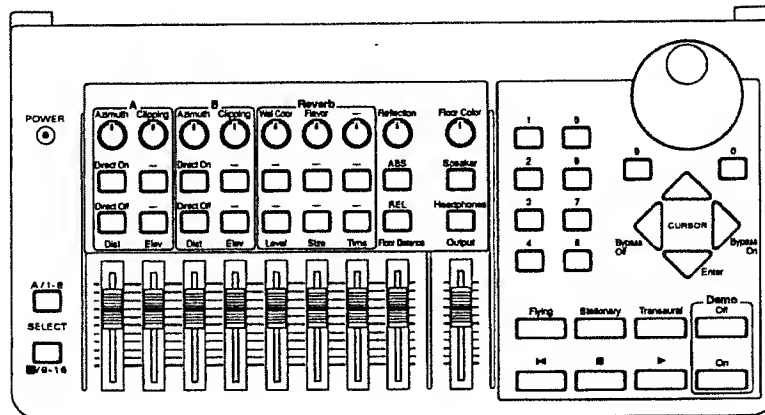 POWER
A
B
Reverb
Azimuth Clipping Azimuth Clipping Wall Color Flavor — Reflection Floor Color
Direct On — Direct On — — — — ABS Speaker
Direct Off — Direct Off — — — — REL Headphones
Dist Elev Dist Elev Level Size Time Floor Distance Output
A/1-8
SELECT
/9-16
1
2
3
4
7
9
0
CURSOR
Bypass Off
Bypass On
Enter
Flying Stationary Transaural
Demo
Off
On